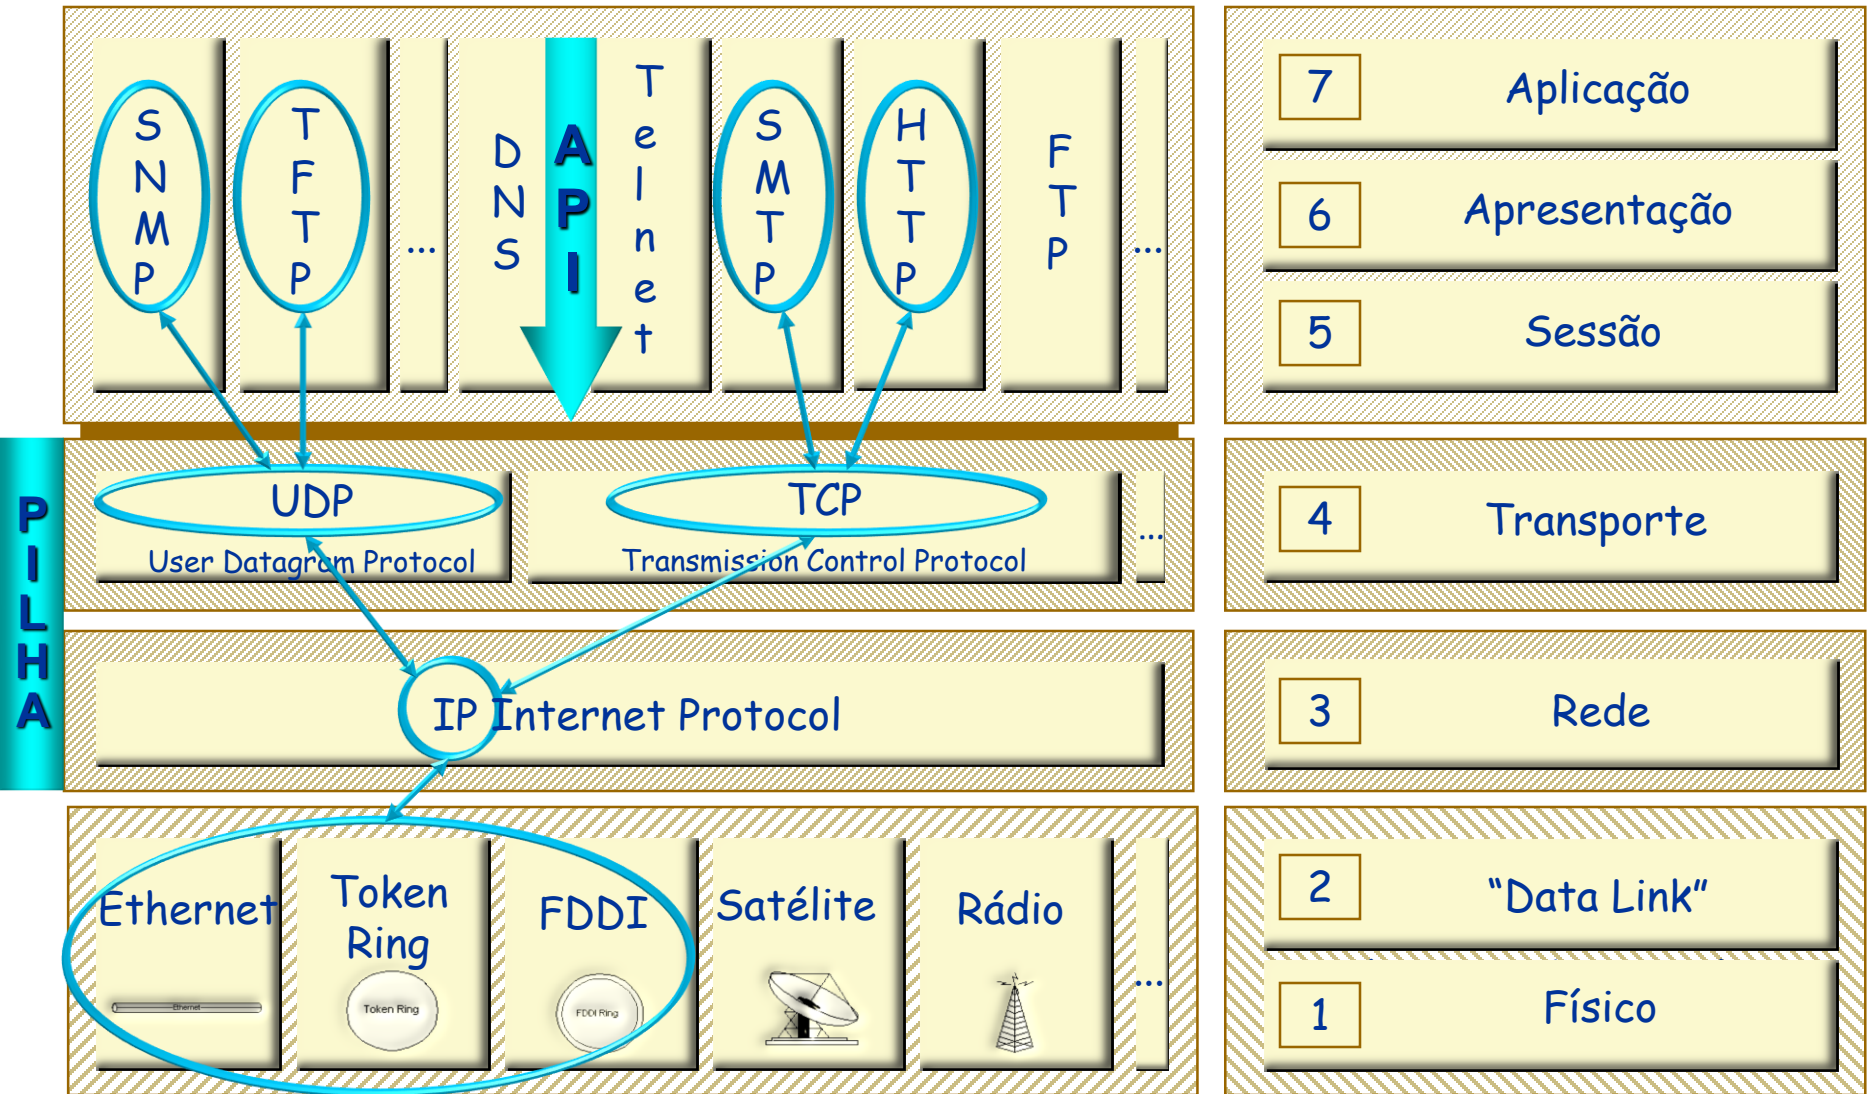 SNMP
TFTP
...
DNS
API
Telnet
SMTP
HTTP
FTP
...
7 Aplicação
6 Apresentação
5 Sessão
PILHA
UDP
User Datagram Protocol
TCP
Transmission Control Protocol
...
4 Transporte
IP Internet Protocol
3 Rede
Ethernet
Ethernet
Token
Ring
Token Ring
FDDI
FDDI Ring
Satélite
Rádio
...
2 “Data Link”
1 Físico